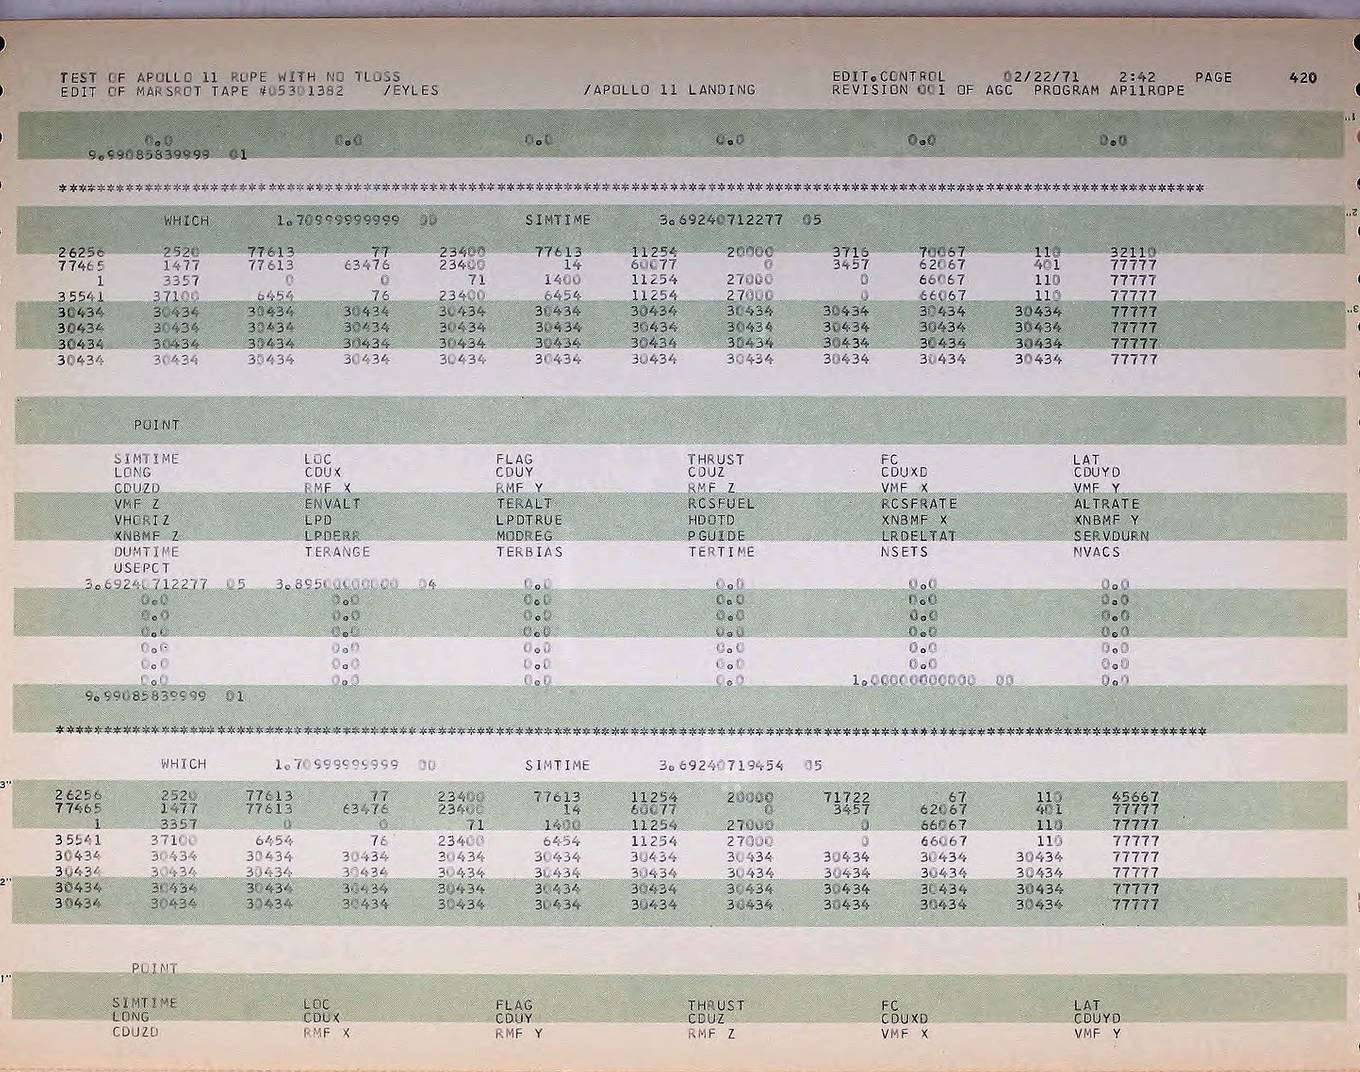 TEST OF APOLLO 11 ROPE WITH NO TLOSS EDIT.CONTROL 02/22/71 2:42 PAGE 420
EDIT OF MARSROT TAPE #05301382 /EYLES /APOLLO 11 LANDING REVISION 001 OF AGC PROGRAM AP11ROPE
0.0 0.0 0.0 0.0 0.0 0.0
9.99085839999 01
************************************************************************************************************************
WHICH 1.70999999999 00 SIMTIME 3.69240712277 05
26256 2520 77613 77 23400 77613 11254 20000 3716 70067 110 32110
77465 1477 77613 63476 23400 14 60077 0 3457 62067 401 77777
1 3357 0 0 71 1400 11254 27000 0 66067 110 77777
35541 37100 6454 76 23400 6454 11254 27000 0 66067 110 77777
30434 30434 30434 30434 30434 30434 30434 30434 30434 30434 30434 77777
30434 30434 30434 30434 30434 30434 30434 30434 30434 30434 30434 77777
30434 30434 30434 30434 30434 30434 30434 30434 30434 30434 30434 77777
30434 30434 30434 30434 30434 30434 30434 30434 30434 30434 30434 77777
POINT
SIMTIME LOC FLAG THRUST FC LAT
LONG CDUX CDUY CDUZ CDUXD CDUYD
CDUZD RMF X RMF Y RMF Z VMF X VMF Y
VMF Z ENVALT TERALT RCSFUEL RCSFRATE ALTRATE
VHORIZ LPD LPDTRUE HDOTD XNBMF X XNBMF Y
XNBMF Z LPDERR MODREG PGUIDE LRDELTAT SERVDURN
DUMTIME TERANGE TERBIAS TERTIME NSETS NVACS
USEPCT
3.69240712277 05 3.89500000000 04 0.0 0.0 0.0 0.0
0.0 0.0 0.0 0.0 0.0 0.0
0.0 0.0 0.0 0.0 0.0 0.0
0.0 0.0 0.0 0.0 0.0 0.0
0.0 0.0 0.0 0.0 0.0 0.0
0.0 0.0 0.0 0.0 0.0 0.0
0.0 0.0 0.0 0.0 1.00000000000 00 0.0
9.99085839999 01
************************************************************************************************************************
WHICH 1.70999999999 00 SIMTIME 3.69240719454 05
26256 2520 77613 77 23400 77613 11254 20000 71722 67 110 45667
77465 1477 77613 63476 23400 14 60077 0 3457 62067 401 77777
1 3357 0 0 71 1400 11254 27000 0 66067 110 77777
35541 37100 6454 76 23400 6454 11254 27000 0 66067 110 77777
30434 30434 30434 30434 30434 30434 30434 30434 30434 30434 30434 77777
30434 30434 30434 30434 30434 30434 30434 30434 30434 30434 30434 77777
30434 30434 30434 30434 30434 30434 30434 30434 30434 30434 30434 77777
30434 30434 30434 30434 30434 30434 30434 30434 30434 30434 30434 77777
POINT
SIMTIME LOC FLAG THRUST FC LAT
LONG CDUX CDUY CDUZ CDUXD CDUYD
CDUZD RMF X RMF Y RMF Z VMF X VMF Y
1"
2"
3"
3"
2"
1"